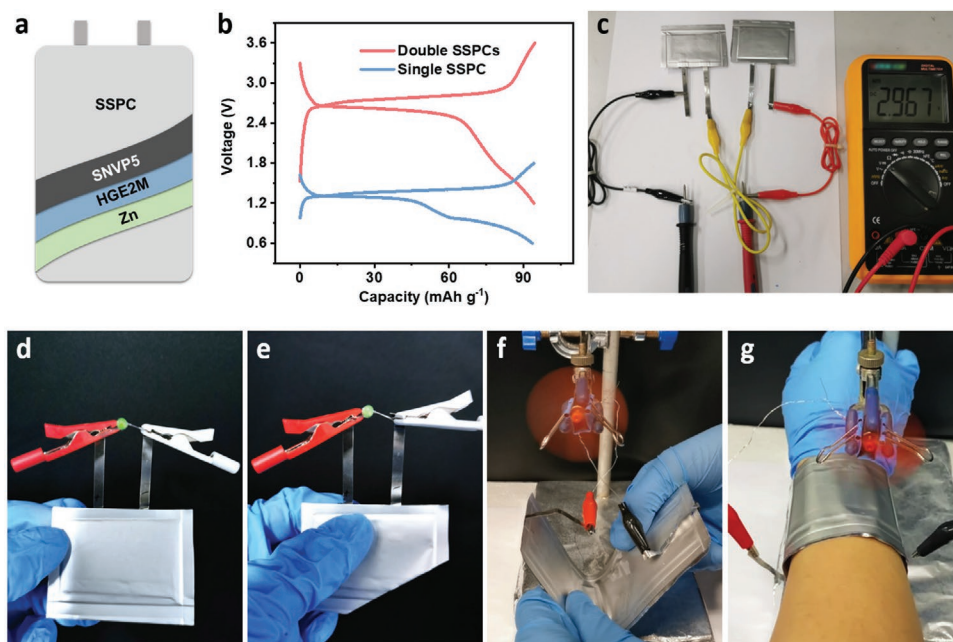 a
SSPC
SNVP5
HGE2M
Zn
b
Double SSPCs
Single SSPC
3.6
3.0
2.4
1.8
1.2
0.6
Voltage (V)
0
30
60
90
Capacity (mAh g⁻¹)
c
2.967
CE
d
e
f
g